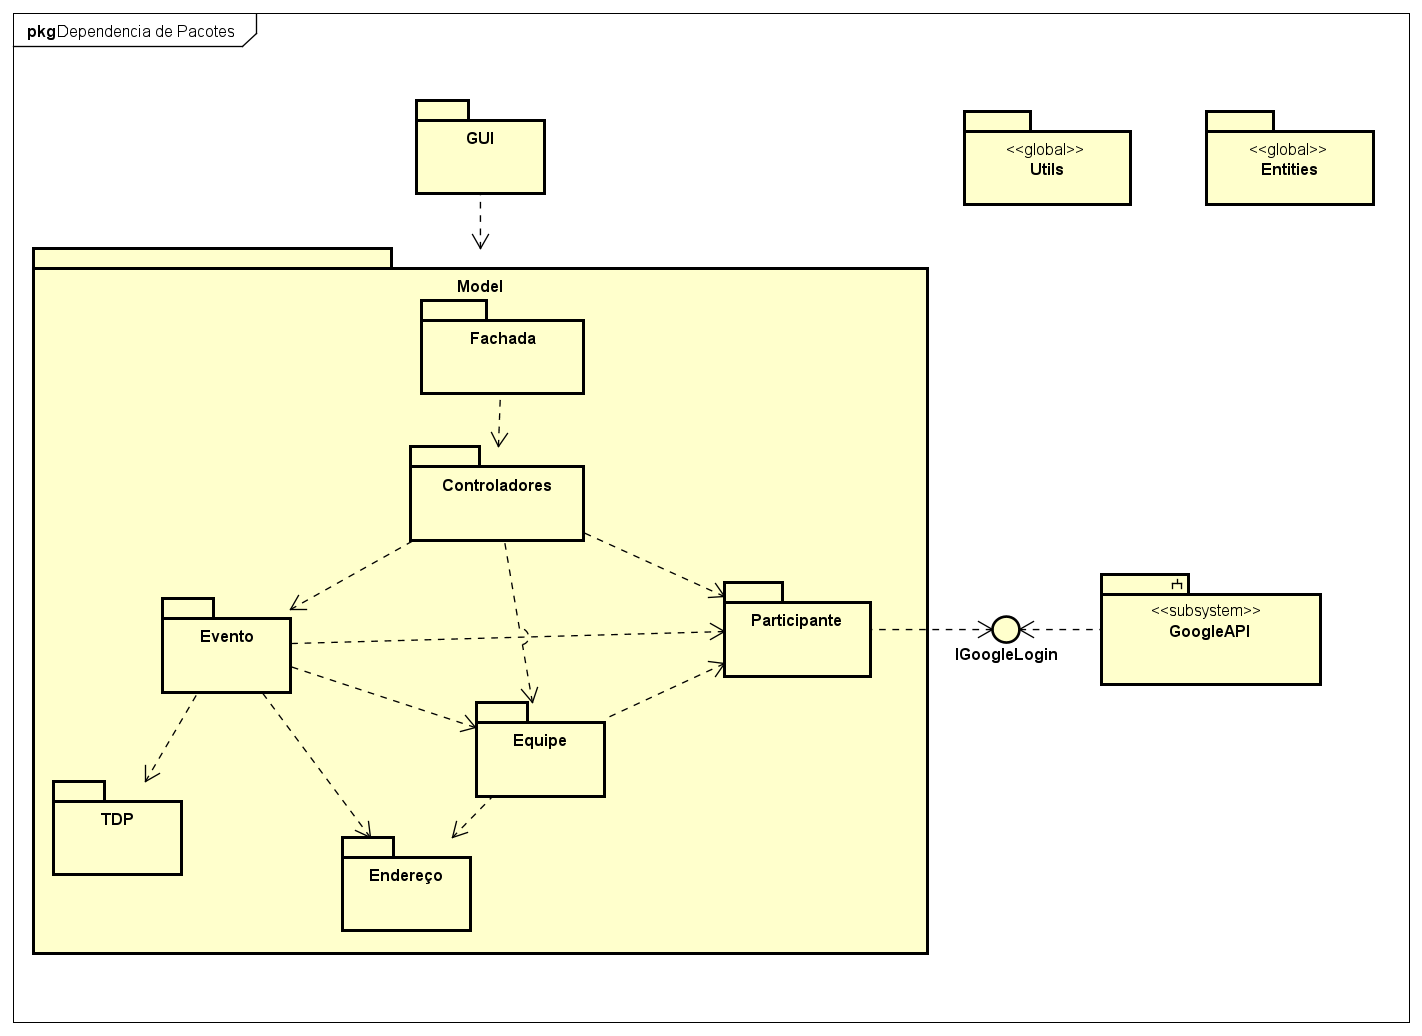 pkgDependencia de Pacotes
GUI
<<global>>
Utils
<<global>>
Entities
Model
Fachada
Controladores
Evento
Participante
IGoogleLogin
<<subsystem>>
GoogleAPI
Equipe
TDP
Endereço